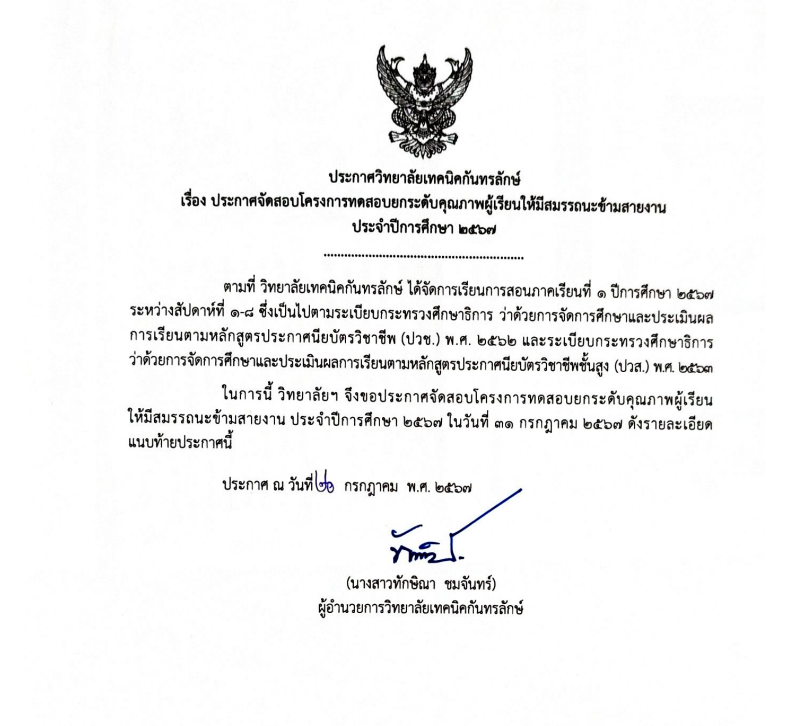 ประกาศวิทยาลัยเทคนิคกันทรลักษ์
เรื่อง ประกาศจัดสอบโครงการทดสอบยกระดับคุณภาพผู้เรียนให้มีสมรรถนะข้ามสายงาน
ประจำปีการศึกษา ๒๕๖๗
..........................................................
ตามที่ วิทยาลัยเทคนิคกันทรลักษ์ ได้จัดการเรียนการสอนภาคเรียนที่ ๑ ปีการศึกษา ๒๕๖๗
ระหว่างสัปดาห์ที่ ๑-๘ ซึ่งเป็นไปตามระเบียบกระทรวงศึกษาธิการ ว่าด้วยการจัดการศึกษาและประเมินผล
การเรียนตามหลักสูตรประกาศนียบัตรวิชาชีพ (ปวช.) พ.ศ. ๒๕๖๒ และระเบียบกระทรวงศึกษาธิการ
ว่าด้วยการจัดการศึกษาและประเมินผลการเรียนตามหลักสูตรประกาศนียบัตรวิชาชีพชั้นสูง (ปวส.) พ.ศ. ๒๕๖๓
ในการนี้ วิทยาลัยฯ จึงขอประกาศจัดสอบโครงการทดสอบยกระดับคุณภาพผู้เรียน
ให้มีสมรรถนะข้ามสายงาน ประจำปีการศึกษา ๒๕๖๗ ในวันที่ ๓๑ กรกฎาคม ๒๕๖๗ ดังรายละเอียด
แนบท้ายประกาศนี้
ประกาศ ณ วันที่ กรกฎาคม พ.ศ. ๒๕๖๗
(นางสาวทักษิณา ชมจันทร์)
ผู้อำนวยการวิทยาลัยเทคนิคกันทรลักษ์